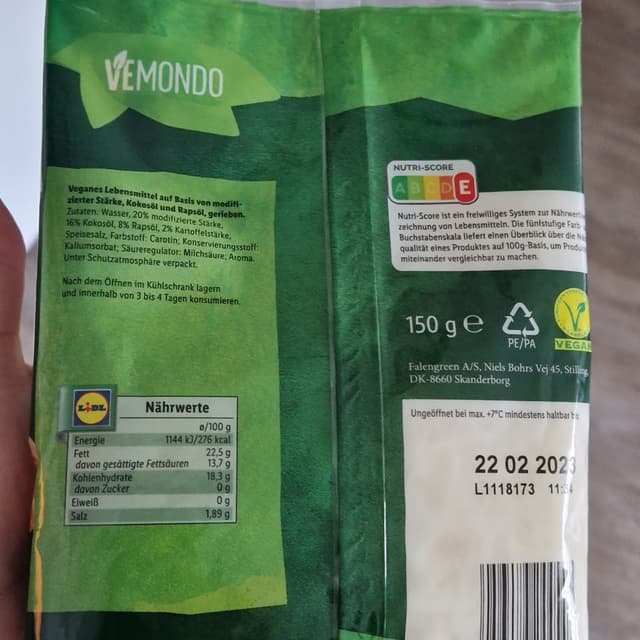 VEMONDO
Veganes Lebensmittel auf Basis von modifi-
zierter Stärke, Kokosöl und Rapsöl, gerieben.
Zutaten: Wasser, 20% modifizierte Stärke,
16% Kokosöl, 8% Rapsöl, 2% Kartoffelstärke,
Speisesalz, Farbstoff: Carotin; Konservierungsstoff:
Kaliumsorbat; Säureregulator: Milchsäure; Aroma.
Unter Schutzatmosphäre verpackt.
Nach dem Öffnen im Kühlschrank lagern
und innerhalb von 3 bis 4 Tagen konsumieren.
LIDL
Nährwerte
ø/100 g
Energie 1144 kJ/276 kcal
Fett 22,5 g
davon gesättigte Fettsäuren 13,7 g
Kohlenhydrate 18,3 g
davon Zucker 0 g
Eiweiß 0 g
Salz 1,89 g
NUTRI-SCORE
A B C D E
Nutri-Score ist ein freiwilliges System zur Nährwert
zeichnung von Lebensmitteln. Die fünfstufige Farb-
Buchstabenskala liefert einen Überblick über die
qualität eines Produktes auf 100g-Basis, um
miteinander vergleichbar zu machen.
150 g e
PE/PA
VEGAN
Falengreen A/S, Niels Bohrs Vej 45, Stilling,
DK-8660 Skanderborg
Ungeöffnet bei max. +7°C mindestens haltbar
22 02 2023
L1118173 11:34